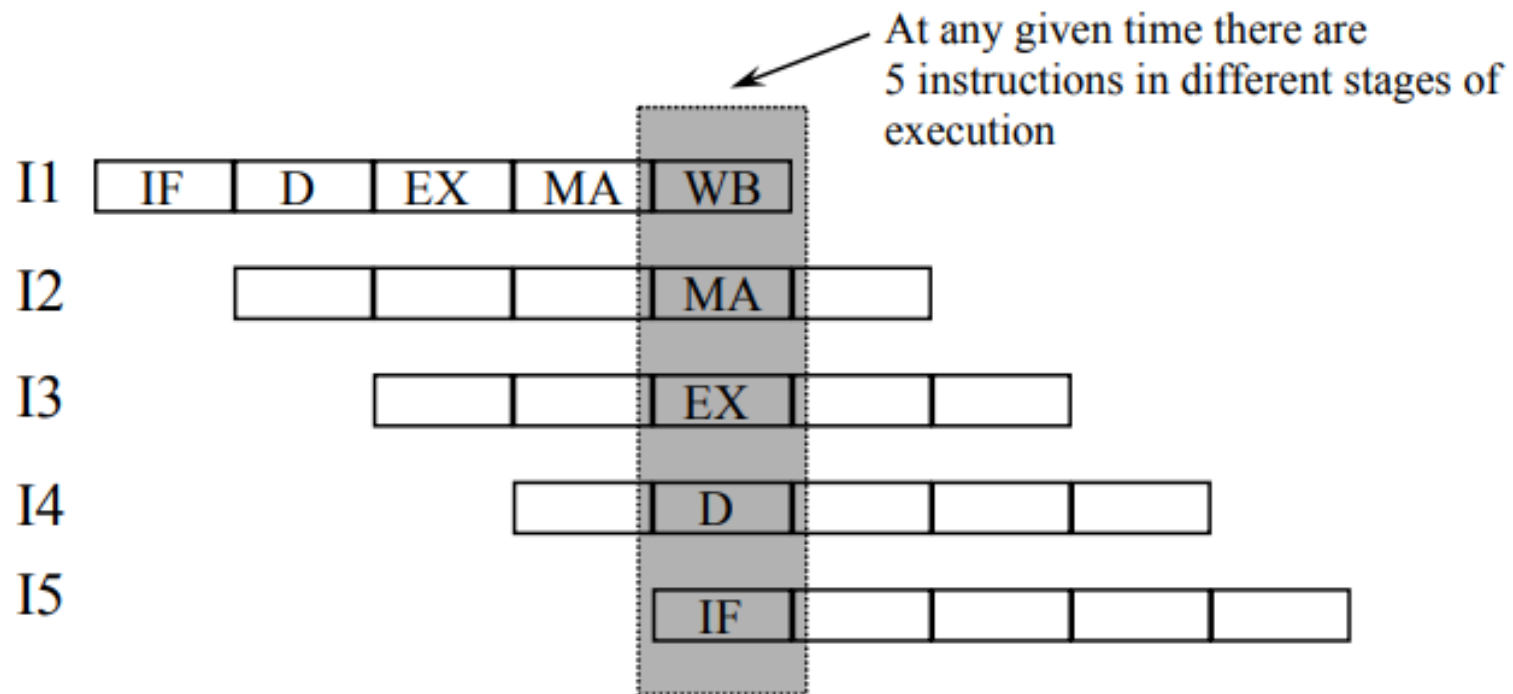 At any given time there are
5 instructions in different stages of
execution
I1 IF D EX MA WB
I2 MA
I3 EX
I4 D
I5 IF